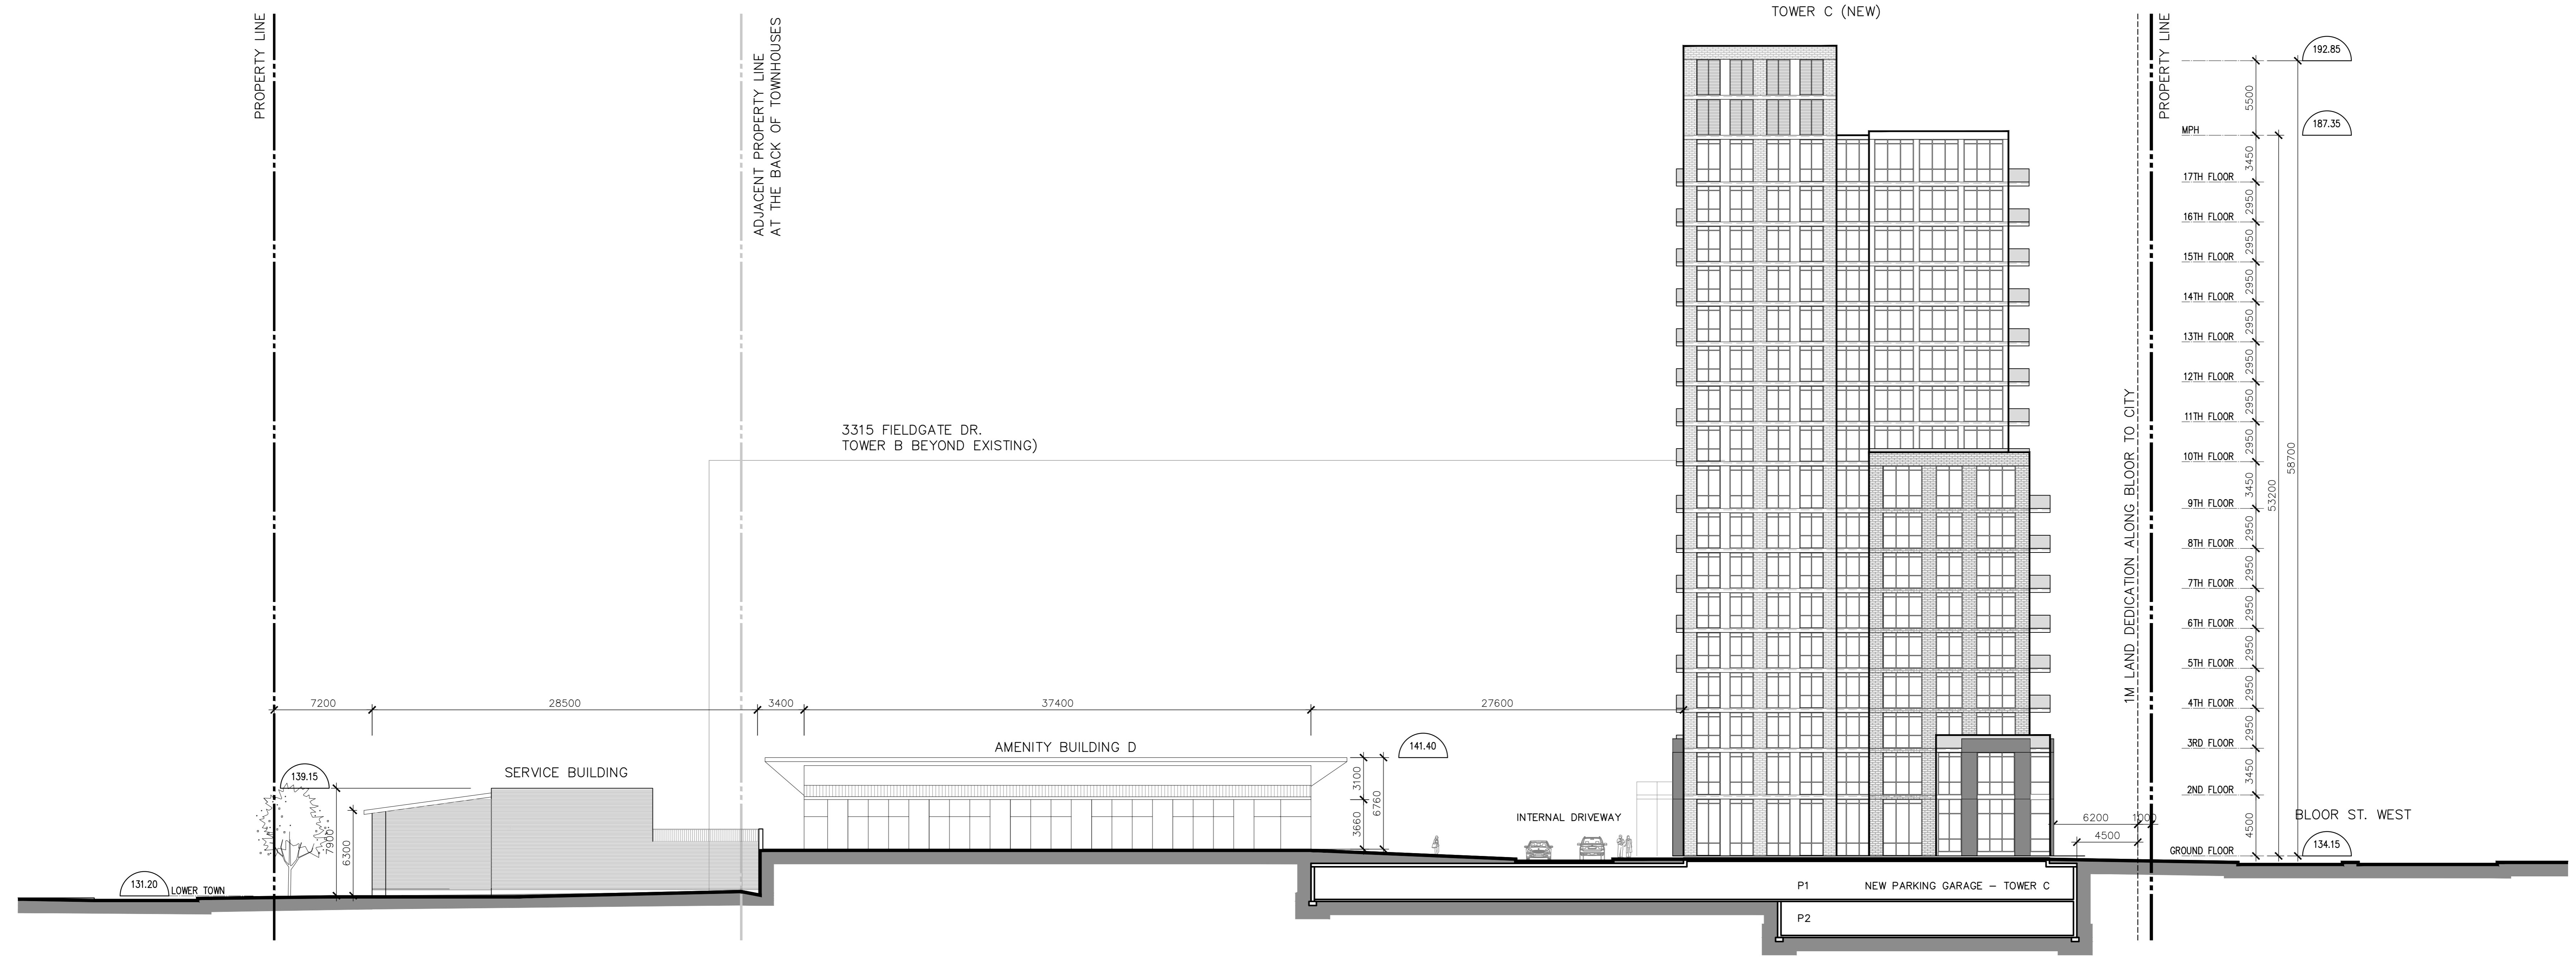 TOWER C (NEW)
PROPERTY LINE
ADJACENT PROPERTY LINE
AT THE BACK OF TOWNHOUSES
PROPERTY LINE
192.85
5500
187.35
MPH
3450
17TH FLOOR
2950
16TH FLOOR
2950
15TH FLOOR
2950
14TH FLOOR
2950
13TH FLOOR
2950
12TH FLOOR
2950
11TH FLOOR
2950
10TH FLOOR
3450
9TH FLOOR
2950
8TH FLOOR
2950
7TH FLOOR
2950
6TH FLOOR
2950
5TH FLOOR
2950
4TH FLOOR
2950
3RD FLOOR
3450
2ND FLOOR
4500
GROUND FLOOR
53200
58700
1M LAND DEDICATION ALONG BLOOR TO CITY
3315 FIELDGATE DR.
TOWER B BEYOND EXISTING)
7200
28500
3400
37400
27600
AMENITY BUILDING D
141.40
3100
3660
6760
SERVICE BUILDING
139.15
7900
6300
INTERNAL DRIVEWAY
6200
1000
4500
BLOOR ST. WEST
134.15
131.20
LOWER TOWN
P1
NEW PARKING GARAGE – TOWER C
P2